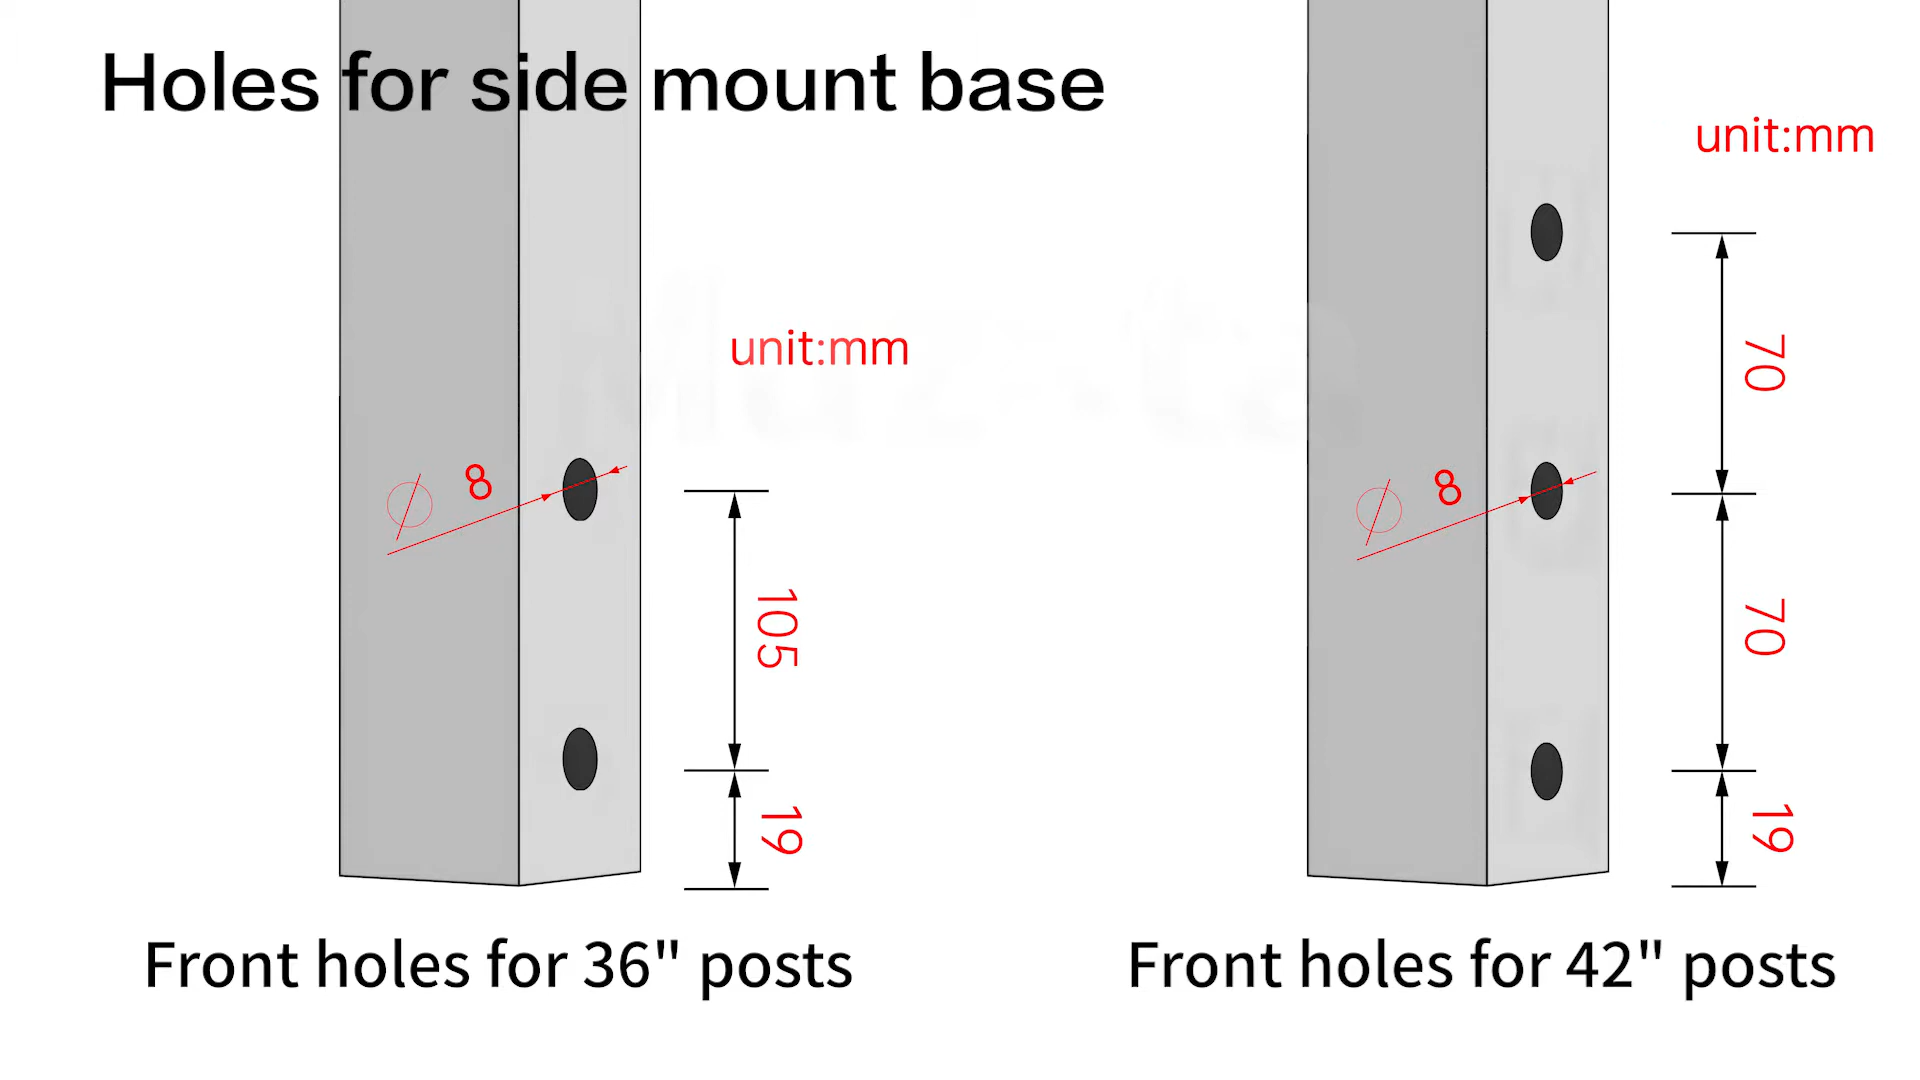 Holes for side mount base
unit:mm
unit:mm
70
⌀ 8
⌀ 8
105
70
19
19
Front holes for 36" posts
Front holes for 42" posts